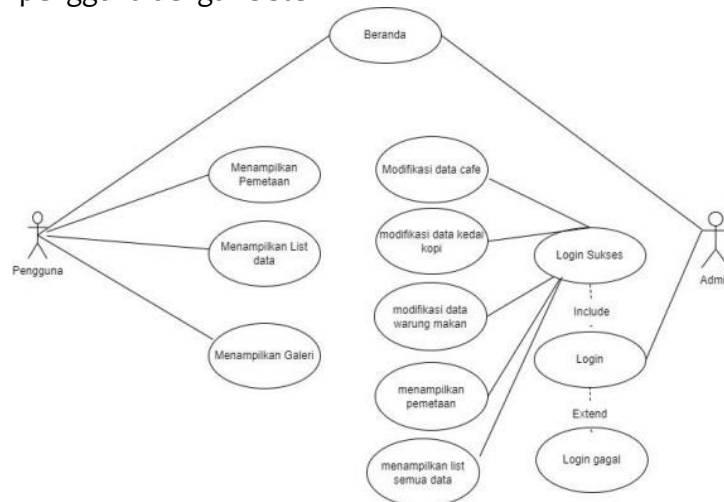 Beranda
Menampilkan
Pemetaan
Modifikasi data cafe
Menampilkan List
data
modifikasi data kedai
kopi
Login Sukses
Pengguna
Admi
Include
modifikasi data
warung makan
Menampilkan Galeri
Login
menampilkan
pemetaan
Extend
menampilkan list
semua data
Login gagal